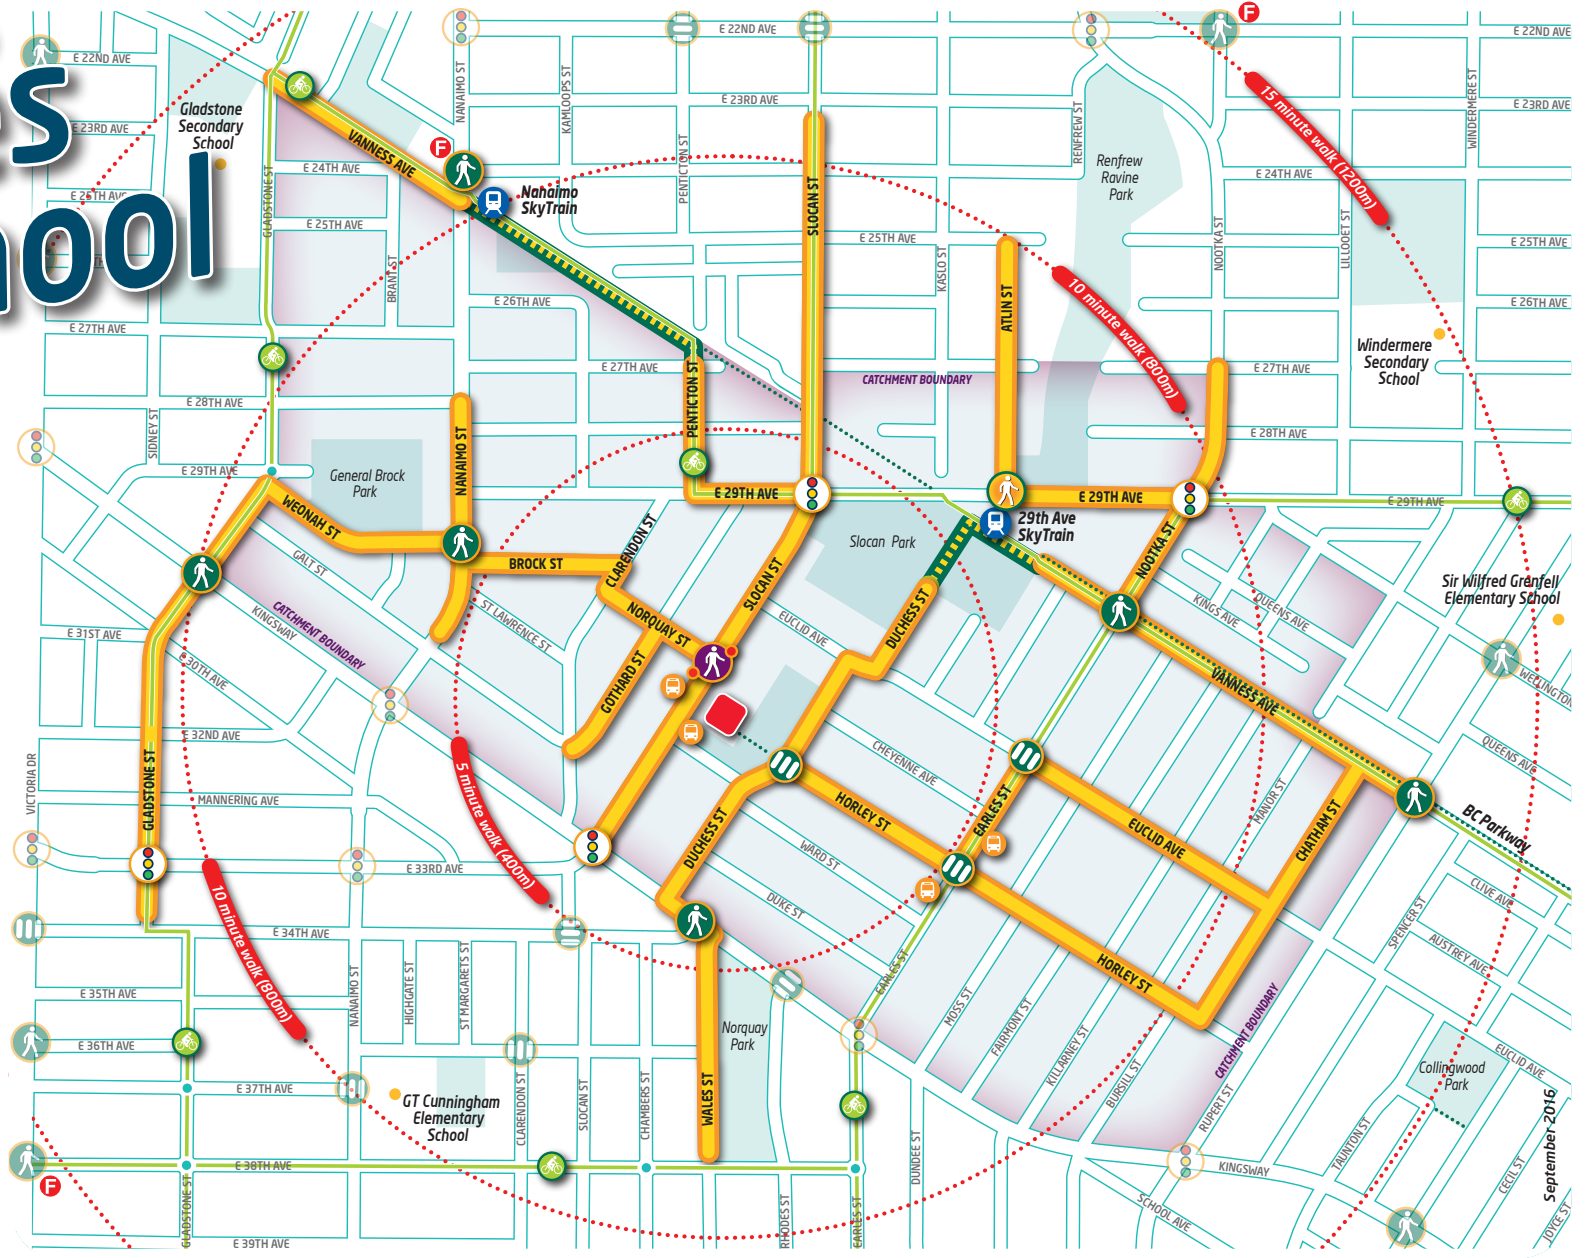 es
hool
E 22ND AVE
E 22ND AVE
E 22ND AVE
F
15 minute walk (1200m)
Gladstone
Secondary
School
E 23RD AVE
E 23RD AVE
E 23RD AVE
NANAIMO ST
KAMLOOPS ST
PENTICTON ST
RENFREW ST
WINDERMERE ST
VANNESS AVE
F
E 24TH AVE
E 24TH AVE
Renfrew
Ravine
Park
Nanaimo
SkyTrain
SLOCAN ST
GLADSTONE ST
E 25TH AVE
E 25TH AVE
E 25TH AVE
E 25TH AVE
BRANT ST
KASLO ST
NOOTKA ST
LILLOOET ST
E 26TH AVE
E 26TH AVE
ATLIN ST
10 minute walk (800m)
E 27TH AVE
E 27TH AVE
E 27TH AVE
CATCHMENT BOUNDARY
Windermere
Secondary
School
PENTICTON ST
E 28TH AVE
E 28TH AVE
SIDNEY ST
NANAIMO ST
E 29TH AVE
General Brock
Park
E 29TH AVE
E 29TH AVE
E 29TH AVE
WEONAH ST
CLARENDON ST
Slocan Park
29th Ave
SkyTrain
NOOTKA ST
GALT ST
BROCK ST
SLOCAN ST
KINGSWAY
CATCHMENT BOUNDARY
ST LAWRENCE ST
NORQUAY ST
EUCLID AVE
DUCHESS ST
KINGS AVE
QUEENS AVE
Sir Wilfred Grenfell
Elementary School
E 31ST AVE
E 30TH AVE
GOTHARD ST
VANNESS AVE
WELLINGTON
E 32ND AVE
VICTORIA DR
GLADSTONE ST
MANNERING AVE
5 minute walk (400m)
CHEYENNE AVE
QUEENS AVE
MANOR ST
HORLEY ST
EARLES ST
EUCLID AVE
CHATHAM ST
BC Parkway
DUCHESS ST
WARD ST
E 33RD AVE
DUKE ST
CLIVE AVE
SPENCER ST
10 minute walk (800m)
E 34TH AVE
AUSTREY AVE
HORLEY ST
EARLES ST
E 35TH AVE
NANAIMO ST
HIGHGATE ST
ST MARGARETS ST
MOSS ST
FAIRMONT ST
KILLARNEY ST
BURSILL ST
CATCHMENT BOUNDARY
Norquay
Park
E 36TH AVE
E 37TH AVE
EUCLID AVE
Collingwood
Park
GT Cunningham
Elementary
School
CLARENDON ST
SLOCAN ST
CHAMBERS ST
WALES ST
RUPERT ST
September 2016
E 38TH AVE
F
DUNDEE ST
KINGSWAY
TAUNTON ST
CECIL ST
GLADSTONE ST
RHODES ST
EARLES ST
SCHOOL AVE
JOYCE ST
E 39TH AVE